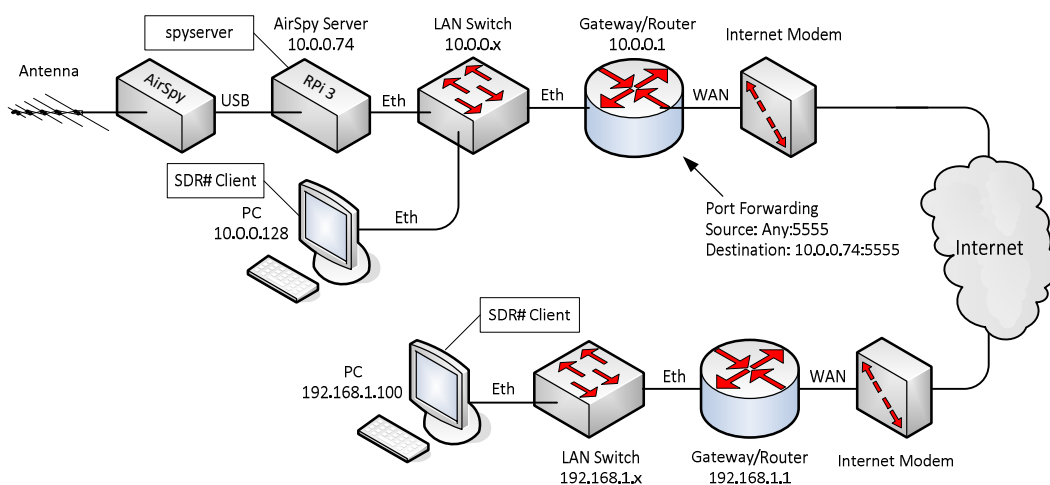 spyserver
AirSpy Server
10.0.0.74
LAN Switch
10.0.0.x
Gateway/Router
10.0.0.1
Internet Modem
Antenna
AirSpy
USB
RPi 3
Eth
Eth
WAN
SDR# Client
PC
10.0.0.128
Eth
Port Forwarding
Source: Any:5555
Destination: 10.0.0.74:5555
Internet
SDR# Client
PC
192.168.1.100
Eth
Eth
WAN
LAN Switch
192.168.1.x
Gateway/Router
192.168.1.1
Internet Modem